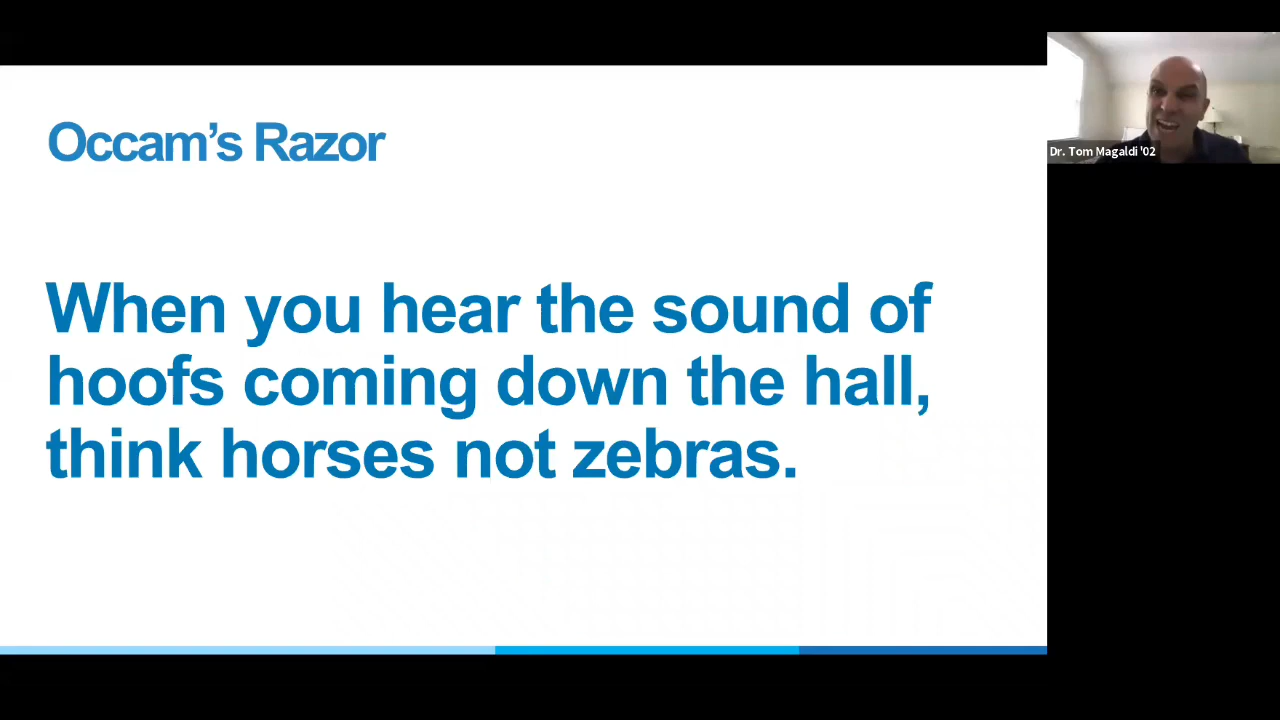 Occam’s Razor
When you hear the sound of
hoofs coming down the hall,
think horses not zebras.
Dr. Tom Magaldi '02